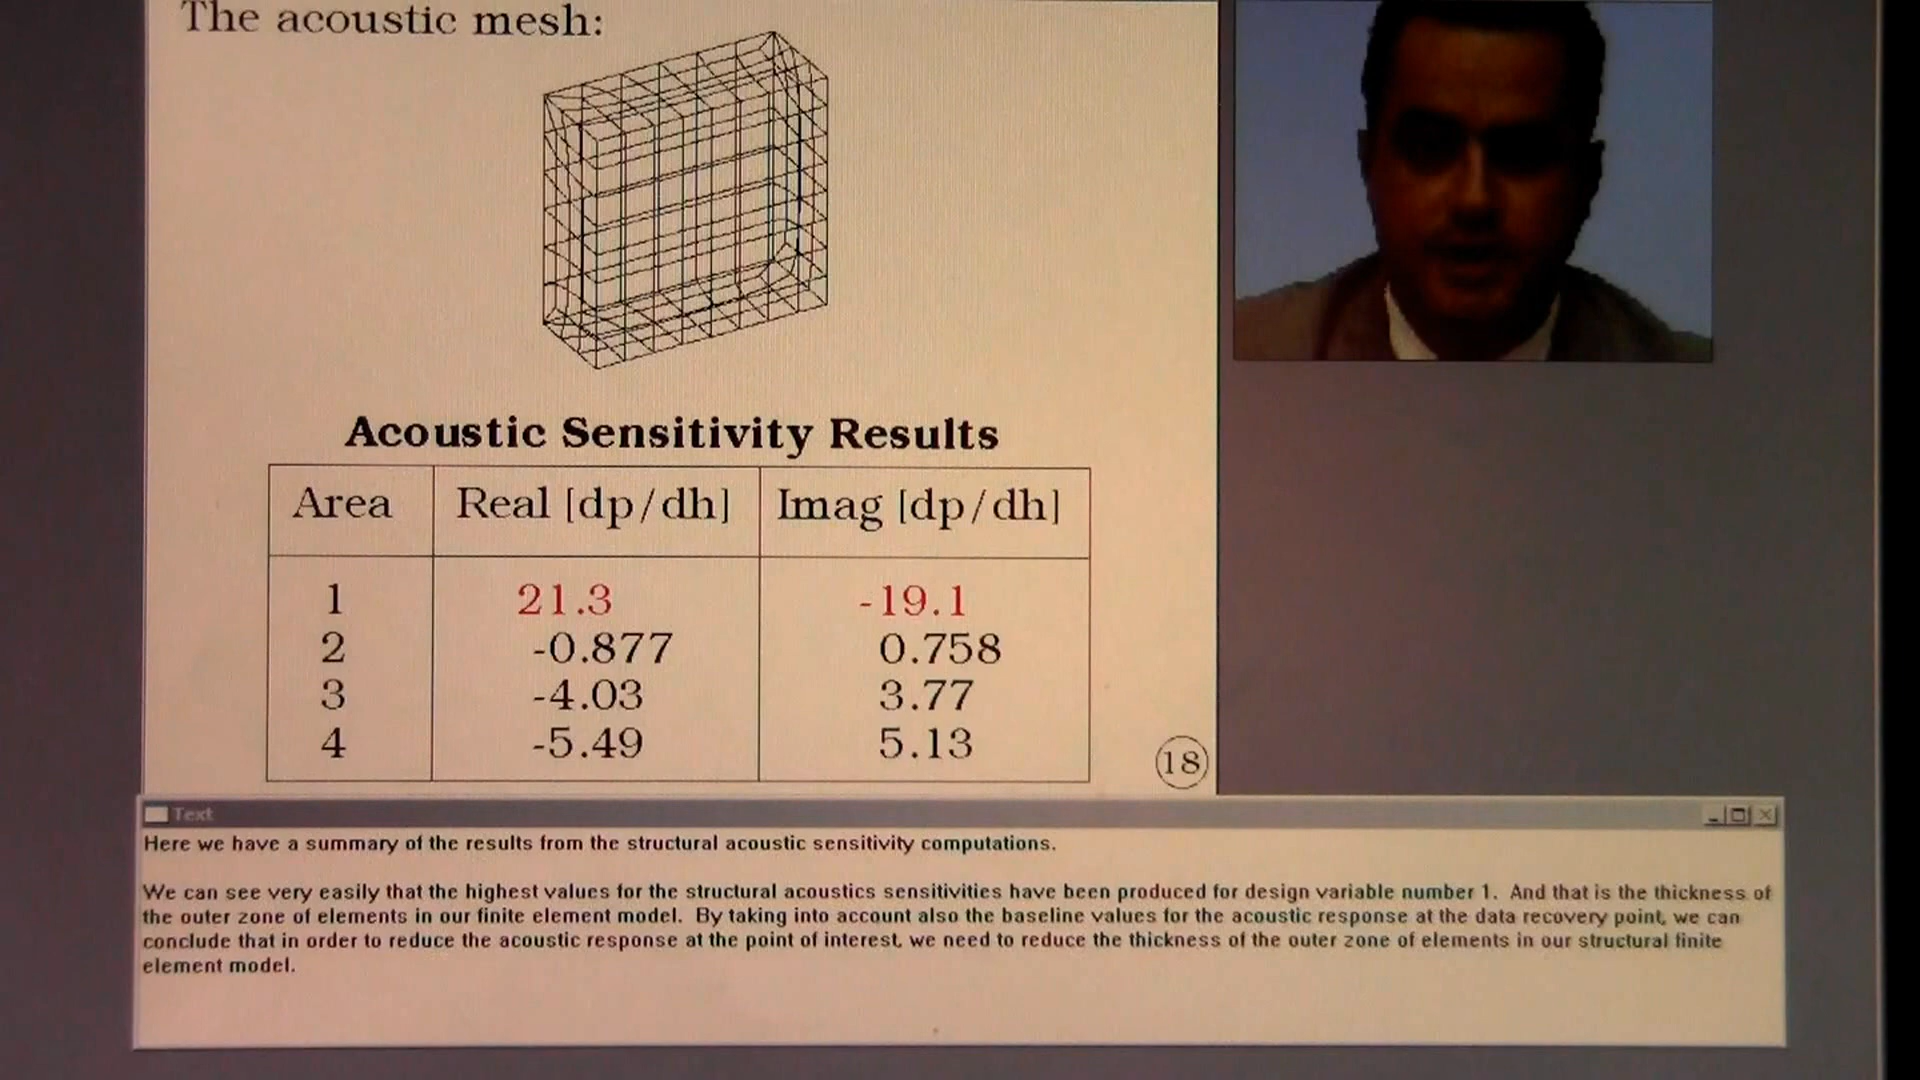 The acoustic mesh:
Acoustic Sensitivity Results
Area Real [dp/dh] Imag [dp/dh]
1 21.3 -19.1
2 -0.877 0.758
3 -4.03 3.77
4 -5.49 5.13
18
Text
Here we have a summary of the results from the structural acoustic sensitivity computations.
We can see very easily that the highest values for the structural acoustics sensitivities have been produced for design variable number 1. And that is the thickness of
the outer zone of elements in our finite element model. By taking into account also the baseline values for the acoustic response at the data recovery point, we can
conclude that in order to reduce the acoustic response at the point of interest, we need to reduce the thickness of the outer zone of elements in our structural finite
element model.